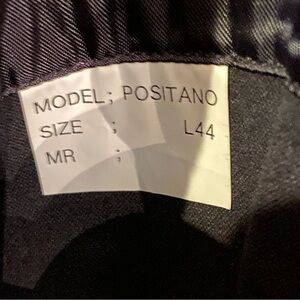 MODEL; POSITANO
SIZE ; L44
MR ;